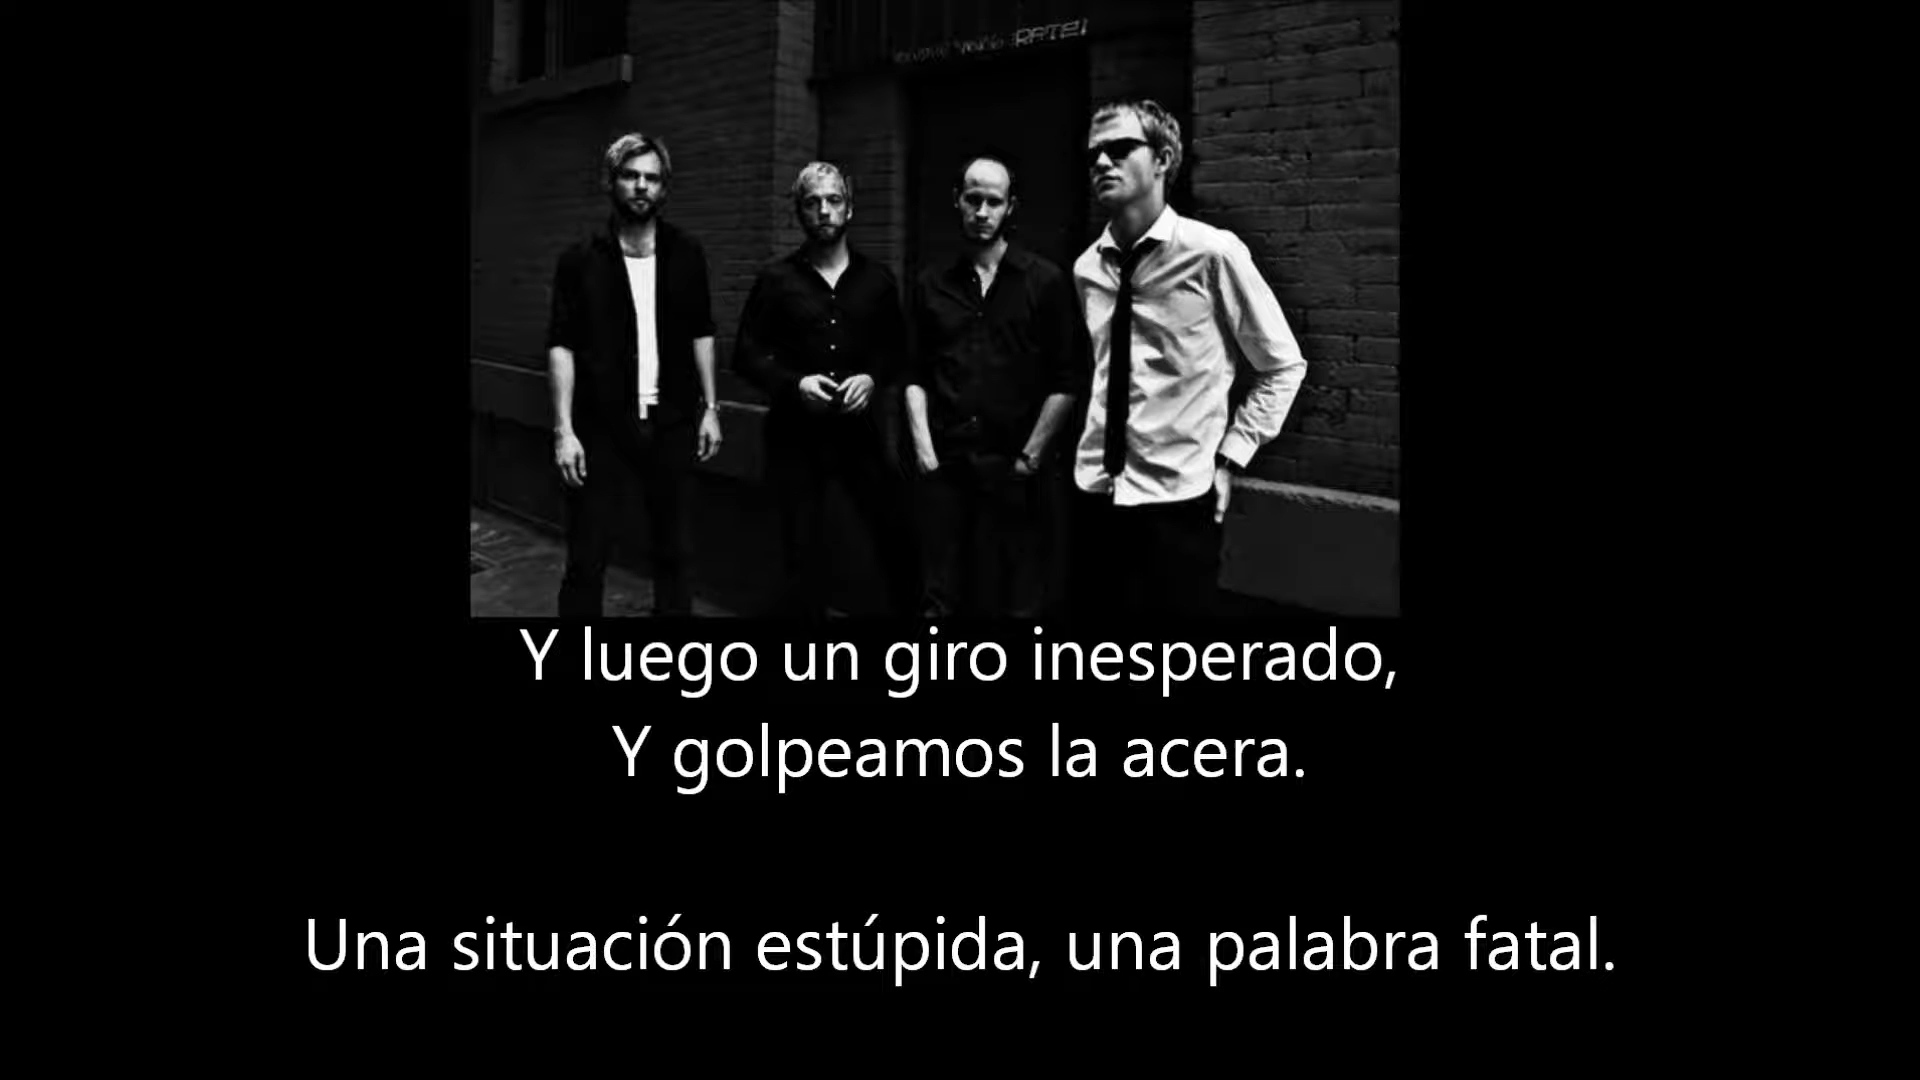 Y luego un giro inesperado,
Y golpeamos la acera.
Una situación estúpida, una palabra fatal.